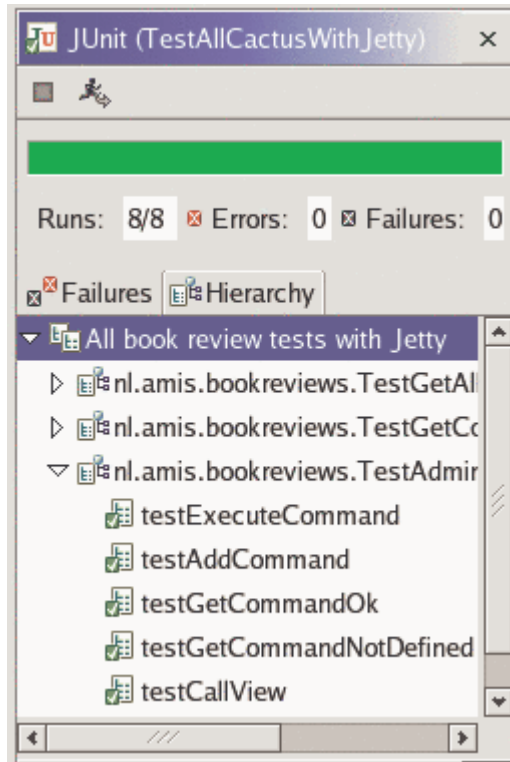 JUnit (TestAllCactusWithJetty)
Runs: 8/8 Errors: 0 Failures: 0
Failures Hierarchy
All book review tests with Jetty
nl.amis.bookreviews.TestGetAl
nl.amis.bookreviews.TestGetCo
nl.amis.bookreviews.TestAdmin
testExecuteCommand
testAddCommand
testGetCommandOk
testGetCommandNotDefined
testCallView